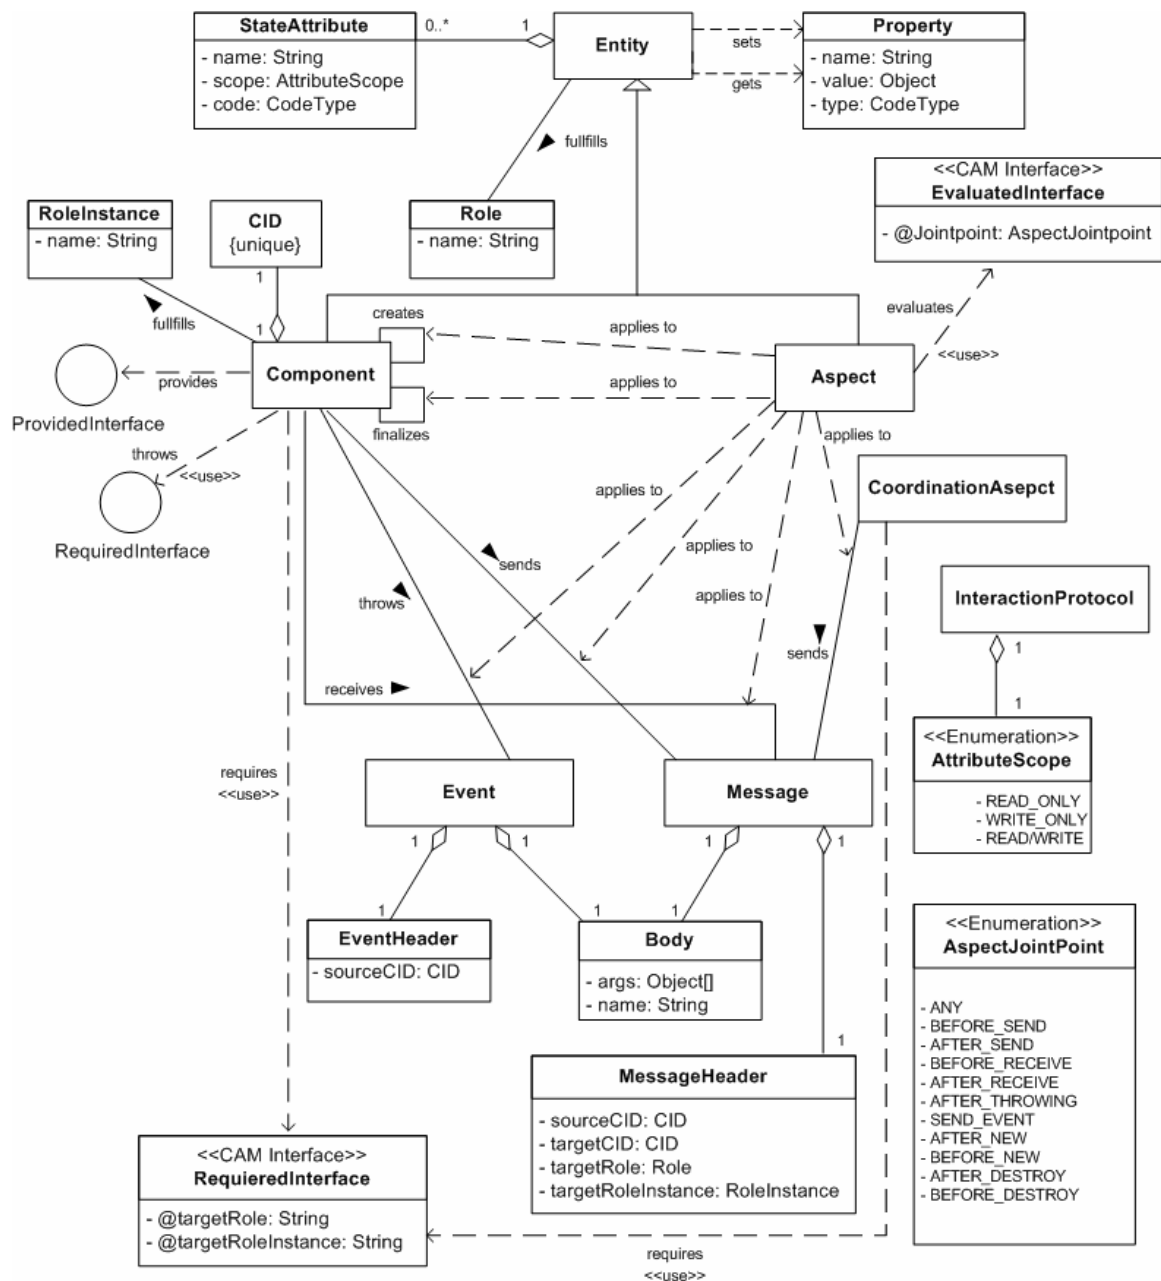 StateAttribute
- name: String
- scope: AttributeScope
- code: CodeType
0..*
1
Entity
sets
gets
Property
- name: String
- value: Object
- type: CodeType
fullfills
<<CAM Interface>>
EvaluatedInterface
- @Jointpoint: AspectJointpoint
RoleInstance
- name: String
CID
{unique}
Role
- name: String
1
1
fullfills
creates
applies to
evaluates
<<use>>
Component
Aspect
provides
applies to
ProvidedInterface
finalizes
applies to
throws
<<use>>
applies to
CoordinationAsepct
RequiredInterface
sends
applies to
throws
applies to
InteractionProtocol
sends
1
receives
1
<<Enumeration>>
AttributeScope
- READ_ONLY
- WRITE_ONLY
- READ/WRITE
requires
<<use>>
Event
Message
1
1
1
1
1
1
1
EventHeader
- sourceCID: CID
Body
- args: Object[]
- name: String
<<Enumeration>>
AspectJointPoint
- ANY
- BEFORE_SEND
- AFTER_SEND
- BEFORE_RECEIVE
- AFTER_RECEIVE
- AFTER_THROWING
- SEND_EVENT
- AFTER_NEW
- BEFORE_NEW
- AFTER_DESTROY
- BEFORE_DESTROY
1
MessageHeader
- sourceCID: CID
- targetCID: CID
- targetRole: Role
- targetRoleInstance: RoleInstance
<<CAM Interface>>
RequieredInterface
- @targetRole: String
- @targetRoleInstance: String
requires
<<use>>